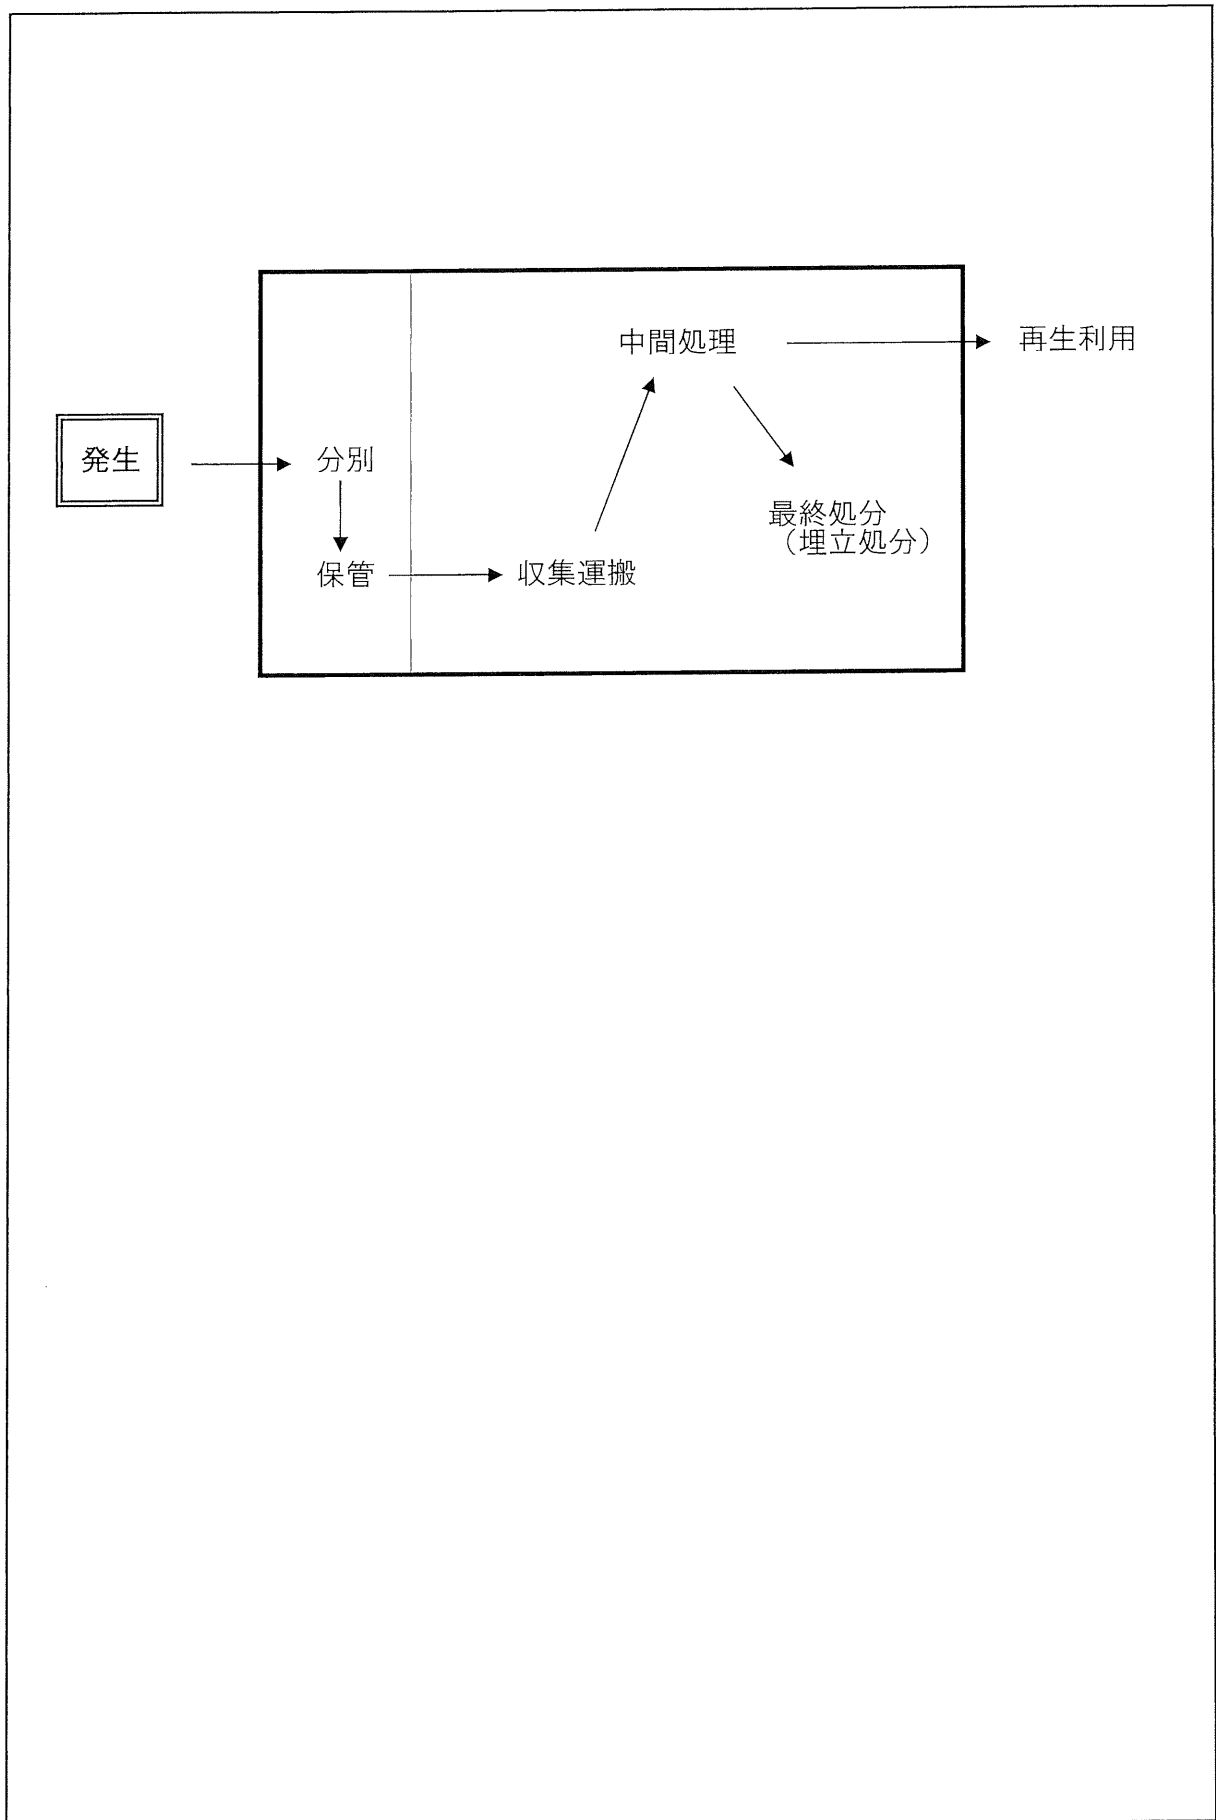 発生
分別
保管
収集運搬
中間処理
最終処分
（埋立処分）
再生利用